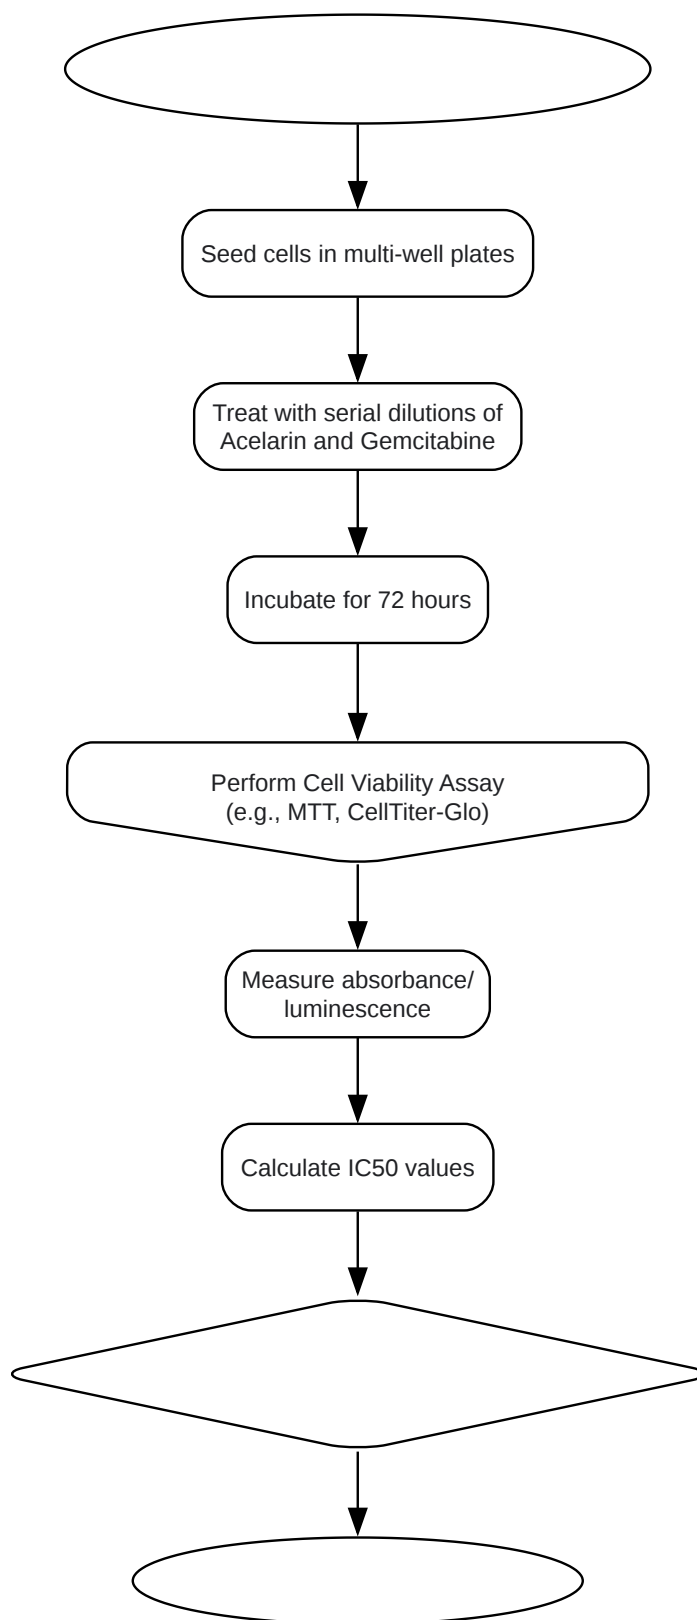 Seed cells in multi-well plates
Treat with serial dilutions of
Acelarin and Gemcitabine
Incubate for 72 hours
Perform Cell Viability Assay
(e.g., MTT, CellTiter-Glo)
Measure absorbance/
luminescence
Calculate IC50 values